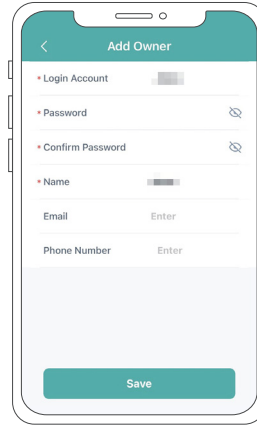 Add Owner
* Login Account
* Password
* Confirm Password
* Name
Email Enter
Phone Number Enter
Save